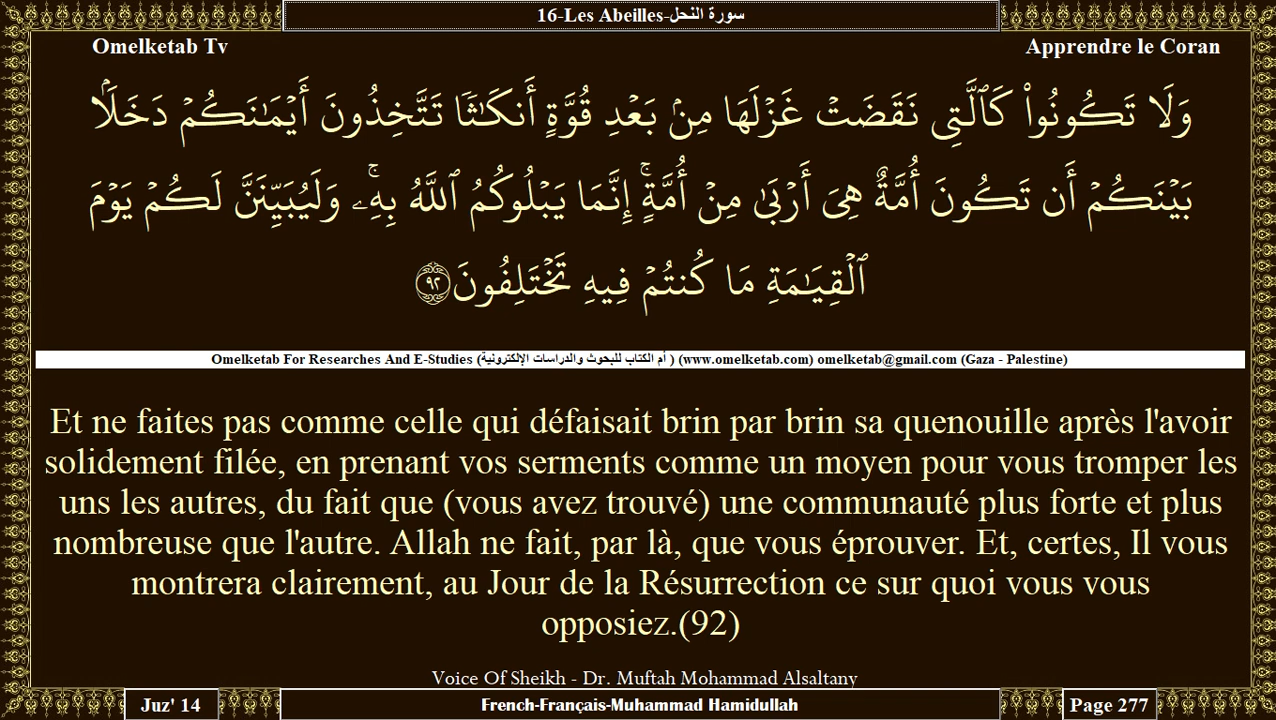 16-Les Abeilles-سورة النحل
Omelketab Tv
Apprendre le Coran
وَلَا تَكُونُوا۟ كَٱلَّتِى نَقَضَتْ غَزْلَهَا مِنۢ بَعْدِ قُوَّةٍ أَنكَـٰثًا تَتَّخِذُونَ أَيْمَـٰنَكُمْ دَخَلًۢا
بَيْنَكُمْ أَن تَكُونَ أُمَّةٌ هِىَ أَرْبَىٰ مِنْ أُمَّةٍ ۚ إِنَّمَا يَبْلُوكُمُ ٱللَّهُ بِهِۦ ۚ وَلَيُبَيِّنَنَّ لَكُمْ يَوْمَ
ٱلْقِيَـٰمَةِ مَا كُنتُمْ فِيهِ تَخْتَلِفُونَ ٩٢
Omelketab For Researches And E-Studies (أم الكتاب للبحوث والدراسات الإلكترونية ) (www.omelketab.com) omelketab@gmail.com (Gaza - Palestine)
Et ne faites pas comme celle qui défaisait brin par brin sa quenouille après l'avoir
solidement filée, en prenant vos serments comme un moyen pour vous tromper les
uns les autres, du fait que (vous avez trouvé) une communauté plus forte et plus
nombreuse que l'autre. Allah ne fait, par là, que vous éprouver. Et, certes, Il vous
montrera clairement, au Jour de la Résurrection ce sur quoi vous vous
opposiez.(92)
Voice Of Sheikh - Dr. Muftah Mohammad Alsaltany
Juz' 14
French-Français-Muhammad Hamidullah
Page 277